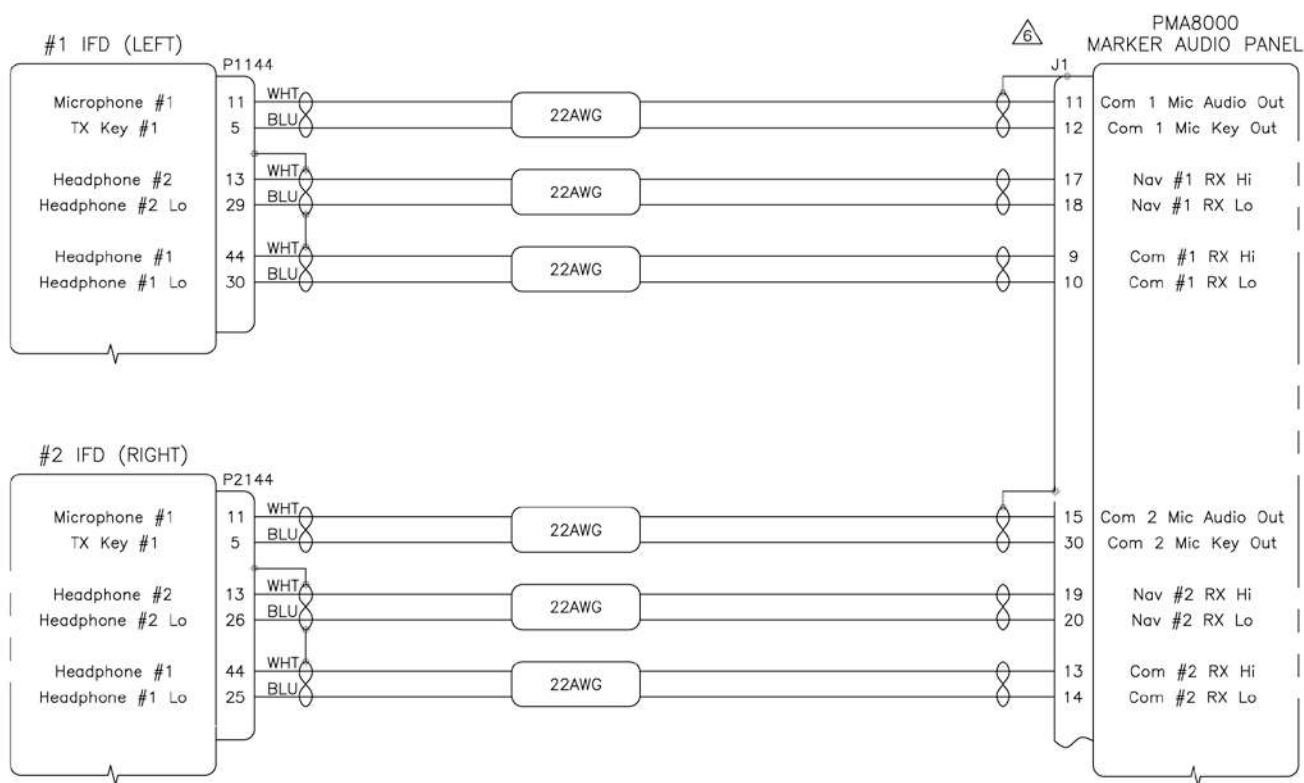 PMA8000
MARKER AUDIO PANEL
6
#1 IFD (LEFT)
P1144
J1
Microphone #1 11 WHT 22AWG 11 Com 1 Mic Audio Out
TX Key #1 5 BLU 12 Com 1 Mic Key Out
Headphone #2 13 WHT 22AWG 17 Nav #1 RX Hi
Headphone #2 Lo 29 BLU 18 Nav #1 RX Lo
Headphone #1 44 WHT 22AWG 9 Com #1 RX Hi
Headphone #1 Lo 30 BLU 10 Com #1 RX Lo
#2 IFD (RIGHT)
P2144
Microphone #1 11 WHT 22AWG 15 Com 2 Mic Audio Out
TX Key #1 5 BLU 30 Com 2 Mic Key Out
Headphone #2 13 WHT 22AWG 19 Nav #2 RX Hi
Headphone #2 Lo 26 BLU 20 Nav #2 RX Lo
Headphone #1 44 WHT 22AWG 13 Com #2 RX Hi
Headphone #1 Lo 25 BLU 14 Com #2 RX Lo